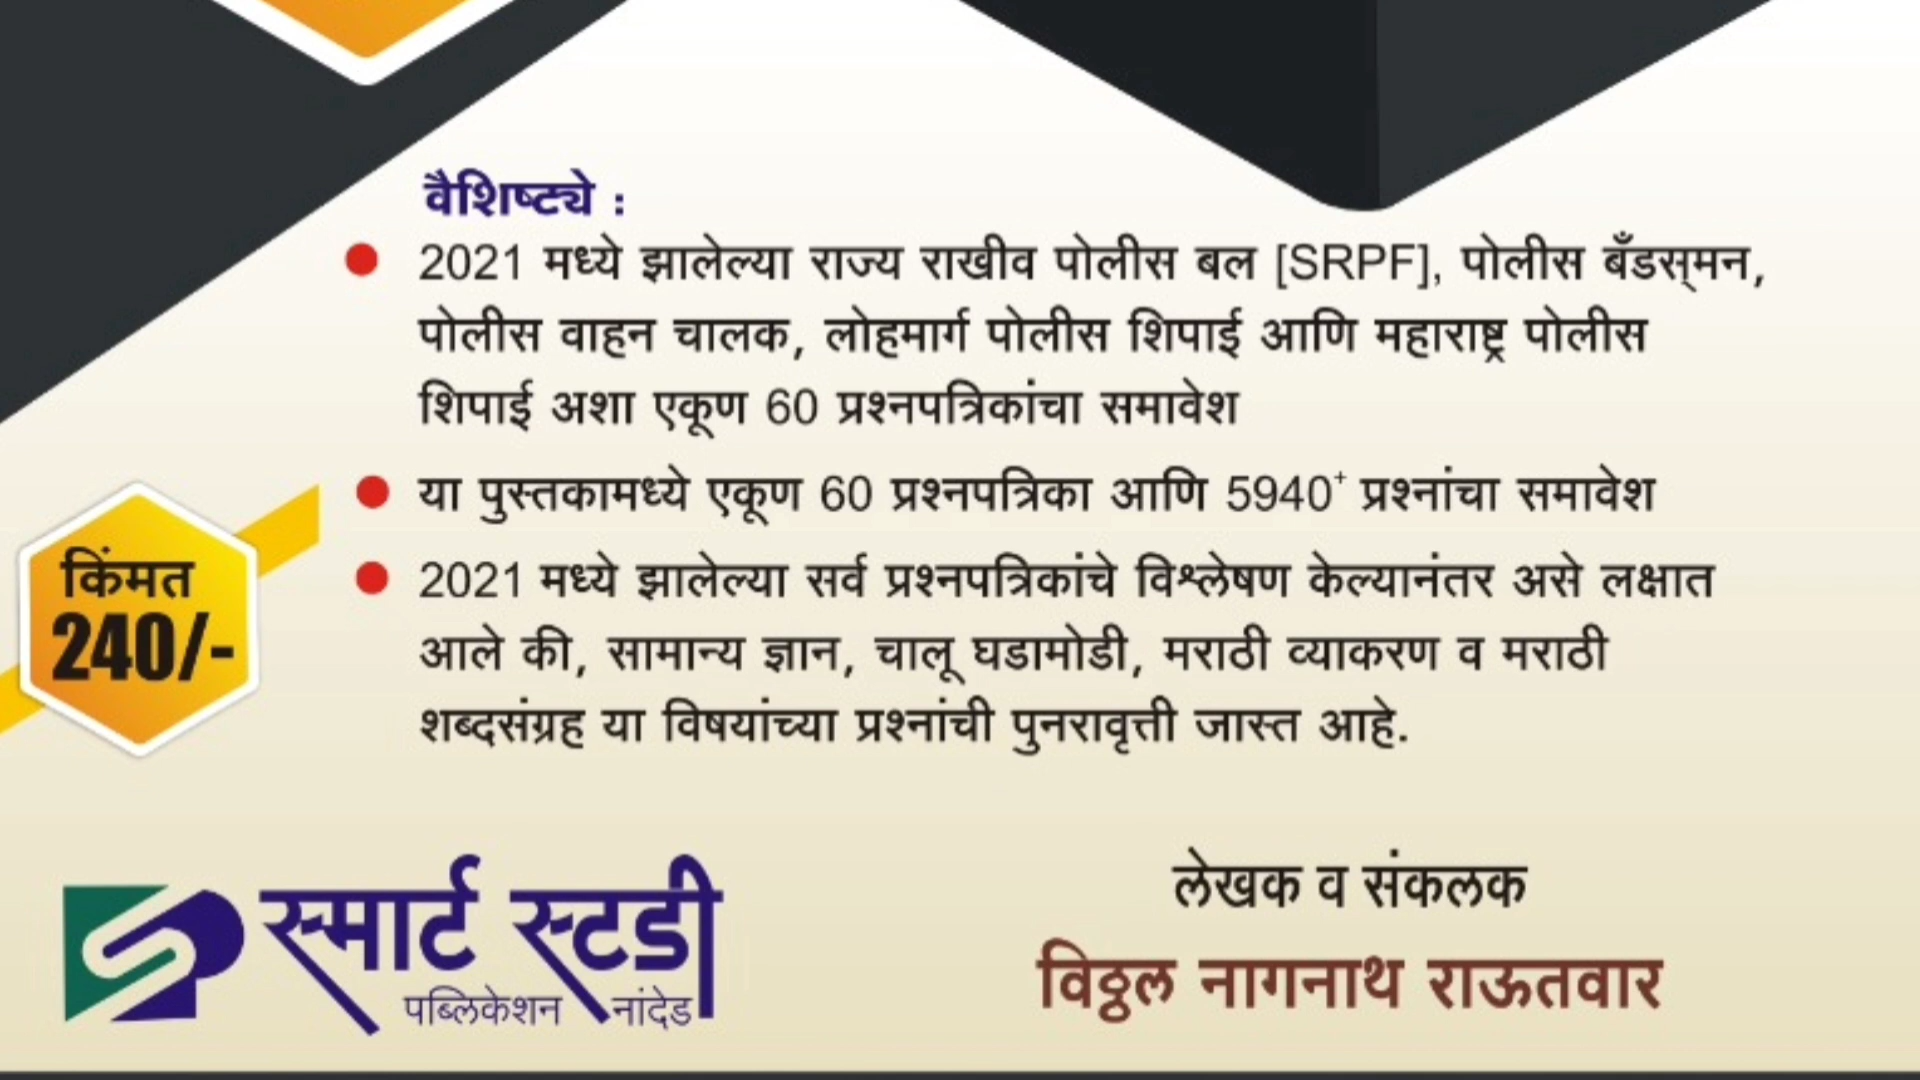 वैशिष्ट्ये :
2021 मध्ये झालेल्या राज्य राखीव पोलीस बल [SRPF], पोलीस बँडस्‌मन,
पोलीस वाहन चालक, लोहमार्ग पोलीस शिपाई आणि महाराष्ट्र पोलीस
शिपाई अशा एकूण 60 प्रश्नपत्रिकांचा समावेश
या पुस्तकामध्ये एकूण 60 प्रश्नपत्रिका आणि 5940⁺ प्रश्नांचा समावेश
2021 मध्ये झालेल्या सर्व प्रश्नपत्रिकांचे विश्लेषण केल्यानंतर असे लक्षात
आले की, सामान्य ज्ञान, चालू घडामोडी, मराठी व्याकरण व मराठी
शब्दसंग्रह या विषयांच्या प्रश्नांची पुनरावृत्ती जास्त आहे.
किंमत
240/-
स्मार्ट स्टडी
पब्लिकेशन नांदेड
लेखक व संकलक
विठ्ठल नागनाथ राऊतवार